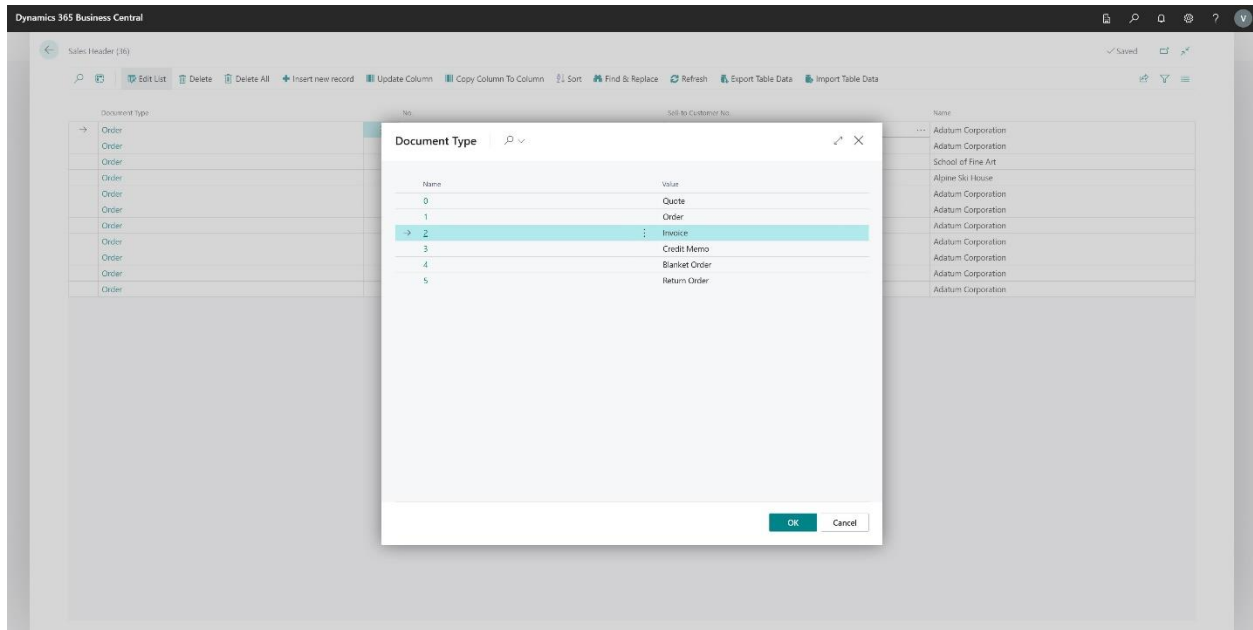 Dynamics 365 Business Central
?
V
Sales Header (36)
Saved
Edit List Delete Delete All Insert new record Update Column Copy Column To Column Sort Find & Replace Refresh Export Table Data Import Table Data
Document Type No. Sell-to Customer No. Name
Order ... Adatum Corporation
Order Adatum Corporation
Order School of Fine Art
Order Alpine Ski House
Order Adatum Corporation
Order Adatum Corporation
Order Adatum Corporation
Order Adatum Corporation
Order Adatum Corporation
Order Adatum Corporation
Order Adatum Corporation
Document Type
Name Value
0 Quote
1 Order
2 Invoice
3 Credit Memo
4 Blanket Order
5 Return Order
OK Cancel